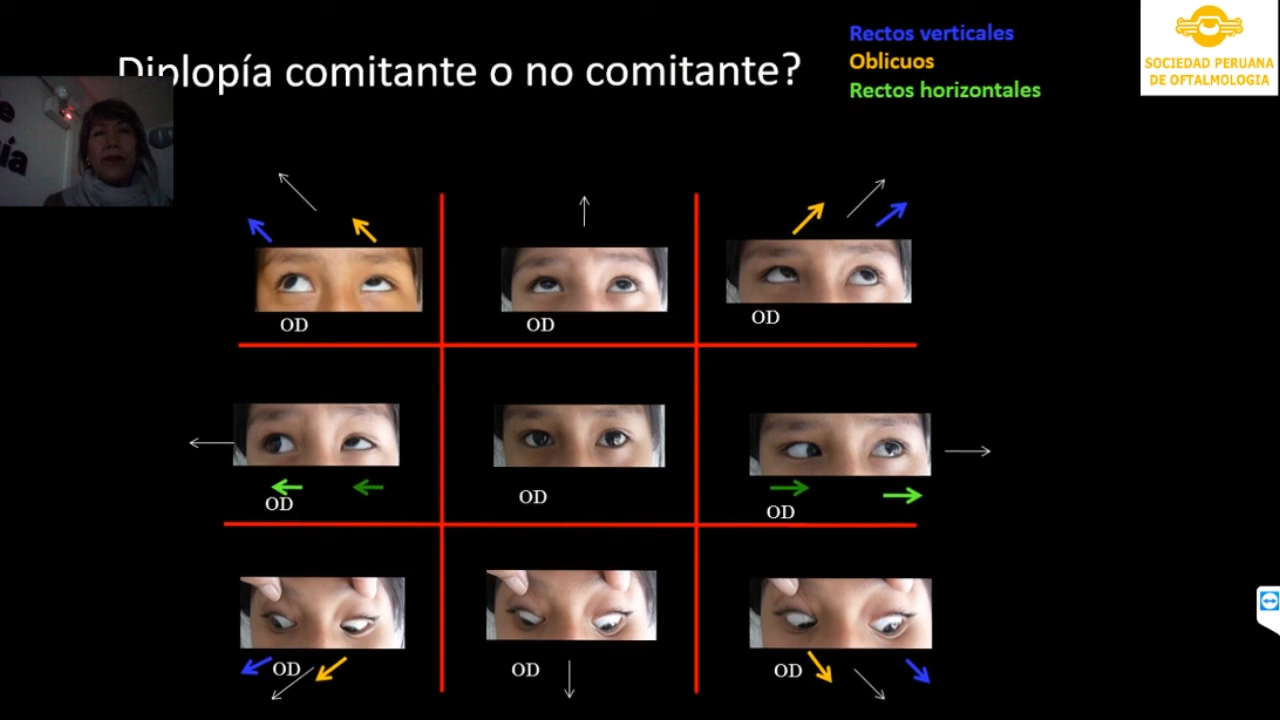 Diplopía comitante o no comitante?
Rectos verticales
Oblicuos
Rectos horizontales
SOCIEDAD PERUANA
DE OFTALMOLOGIA
OD
OD
OD
OD
OD
OD
OD
OD
OD